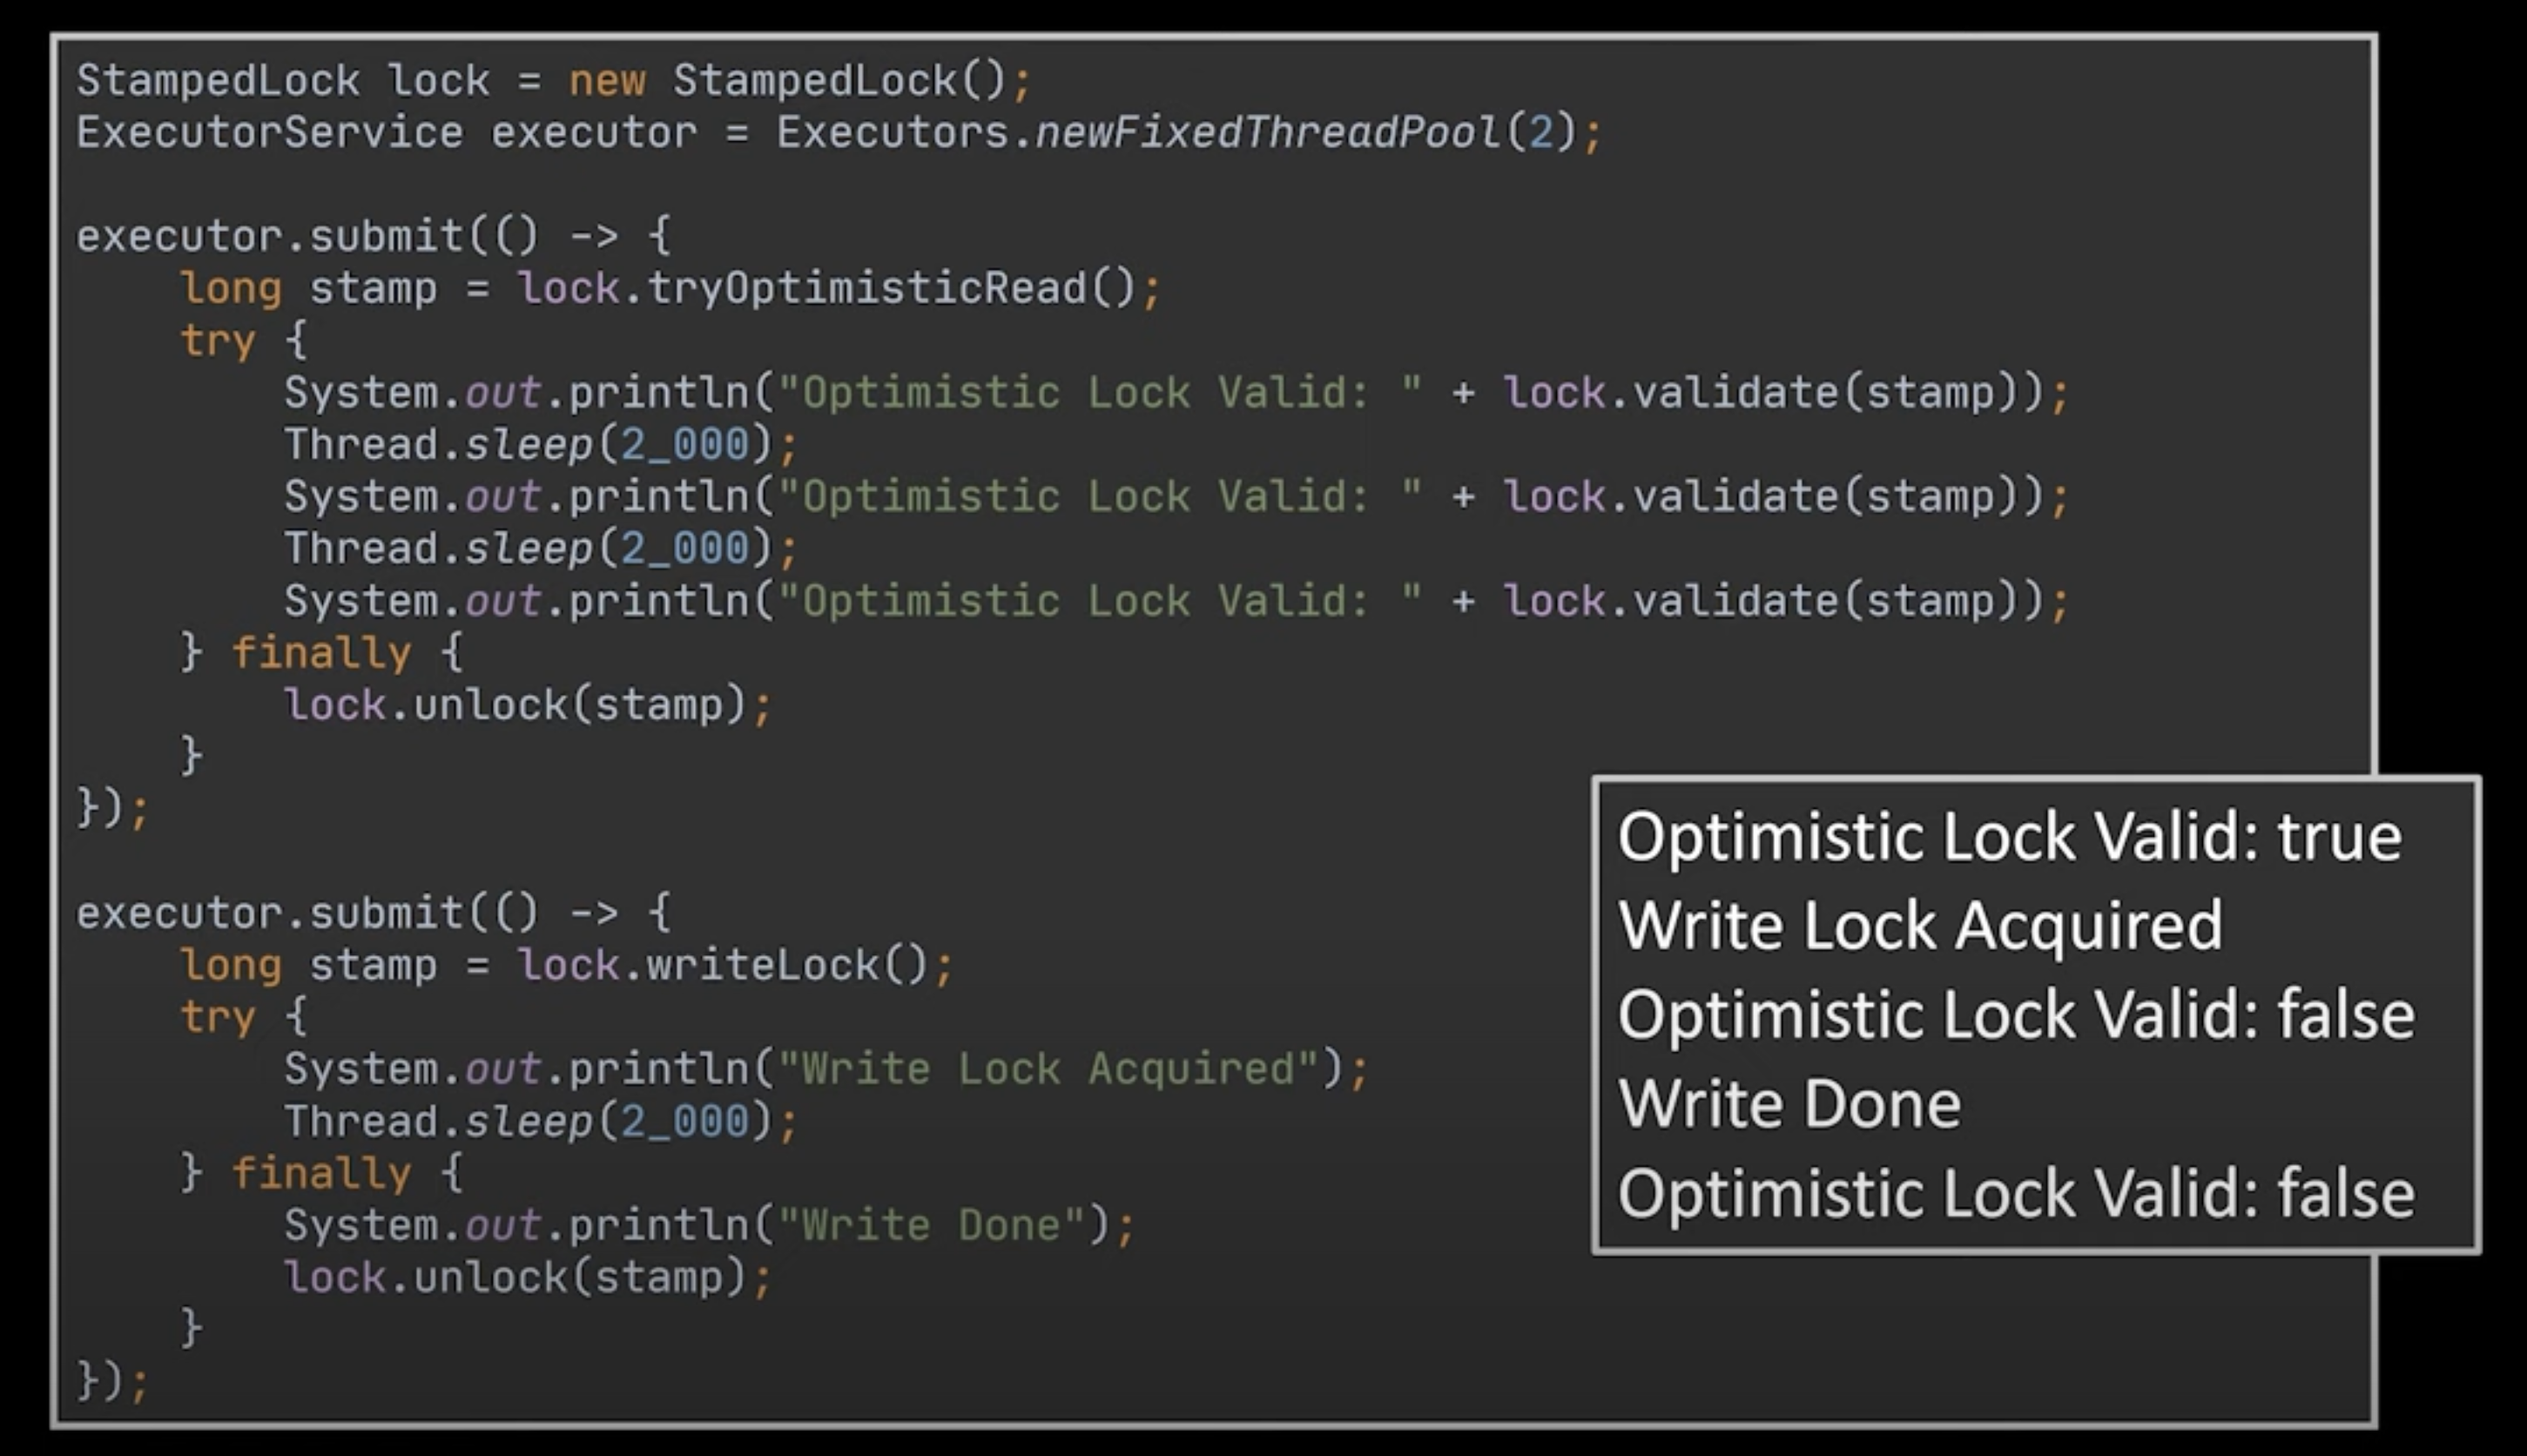 StampedLock lock = new StampedLock();
ExecutorService executor = Executors.newFixedThreadPool(2);
executor.submit(() -> {
long stamp = lock.tryOptimisticRead();
try {
System.out.println("Optimistic Lock Valid: " + lock.validate(stamp));
Thread.sleep(2_000);
System.out.println("Optimistic Lock Valid: " + lock.validate(stamp));
Thread.sleep(2_000);
System.out.println("Optimistic Lock Valid: " + lock.validate(stamp));
} finally {
lock.unlock(stamp);
}
});
executor.submit(() -> {
long stamp = lock.writeLock();
try {
System.out.println("Write Lock Acquired");
Thread.sleep(2_000);
} finally {
System.out.println("Write Done");
lock.unlock(stamp);
}
});
Optimistic Lock Valid: true
Write Lock Acquired
Optimistic Lock Valid: false
Write Done
Optimistic Lock Valid: false